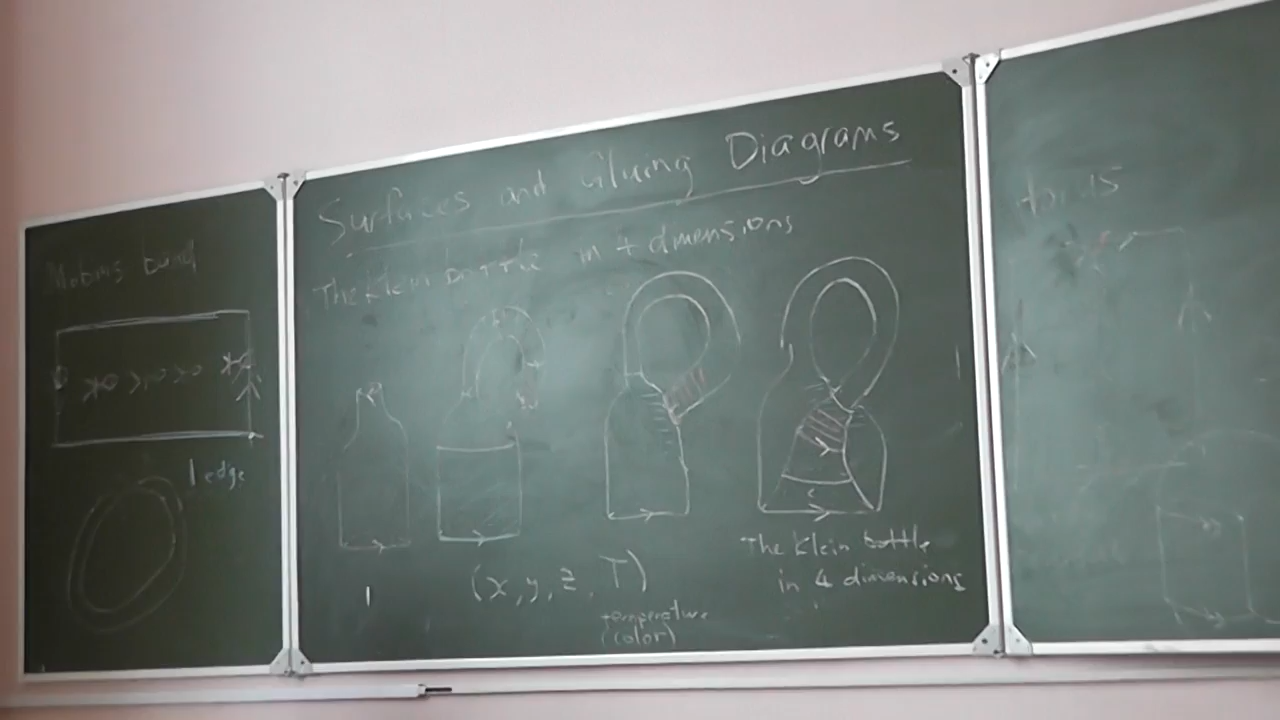 Mobius band
1 edge
Surfaces and Gluing Diagrams
The Klein bottle in 4 dimensions
(x, y, z, T)
temperature
(color)
The Klein bottle
in 4 dimensions
torus